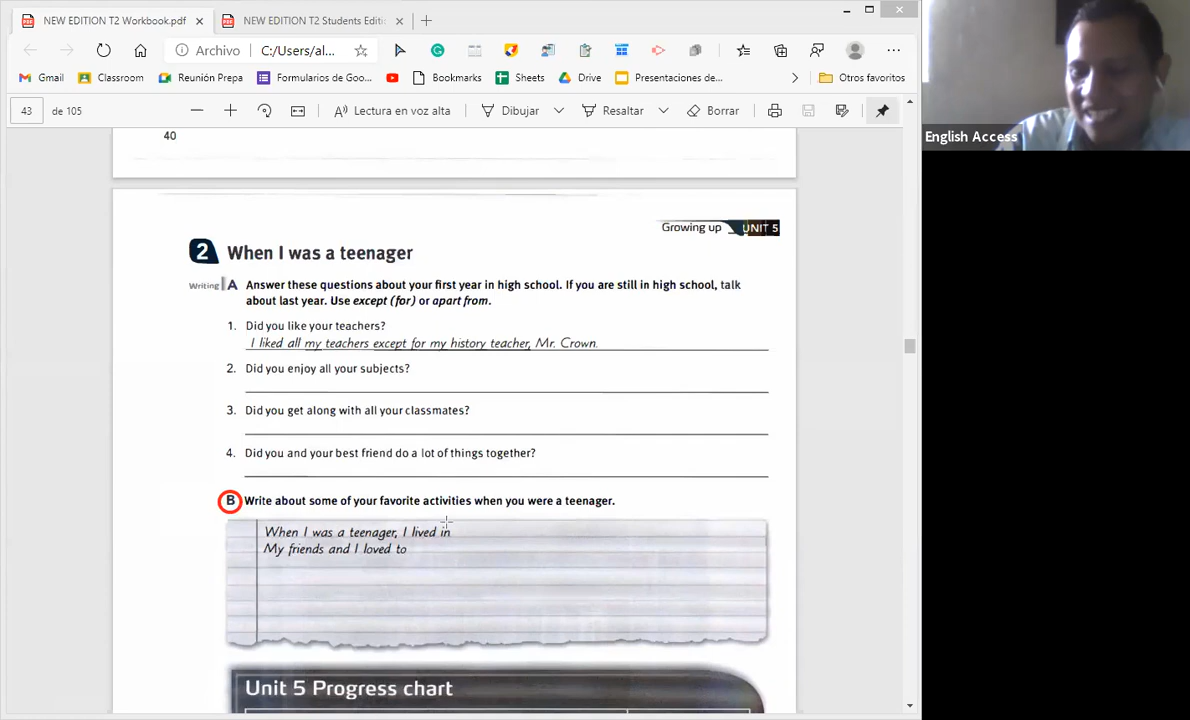 NEW EDITION T2 Workbook.pdf
NEW EDITION T2 Students Editi
Archivo
C:/Users/al...
Gmail
Classroom
Reunión Prepa
Formularios de Goo...
Bookmarks
Sheets
Drive
Presentaciones de...
Otros favoritos
43 de 105
Lectura en voz alta
Dibujar
Resaltar
Borrar
English Access
40
Growing up UNIT 5
2 When I was a teenager
Writing A Answer these questions about your first year in high school. If you are still in high school, talk
about last year. Use except (for) or apart from.
1. Did you like your teachers?
I liked all my teachers except for my history teacher, Mr. Crown.
2. Did you enjoy all your subjects?
3. Did you get along with all your classmates?
4. Did you and your best friend do a lot of things together?
B Write about some of your favorite activities when you were a teenager.
When I was a teenager, I lived in
My friends and I loved to
Unit 5 Progress chart